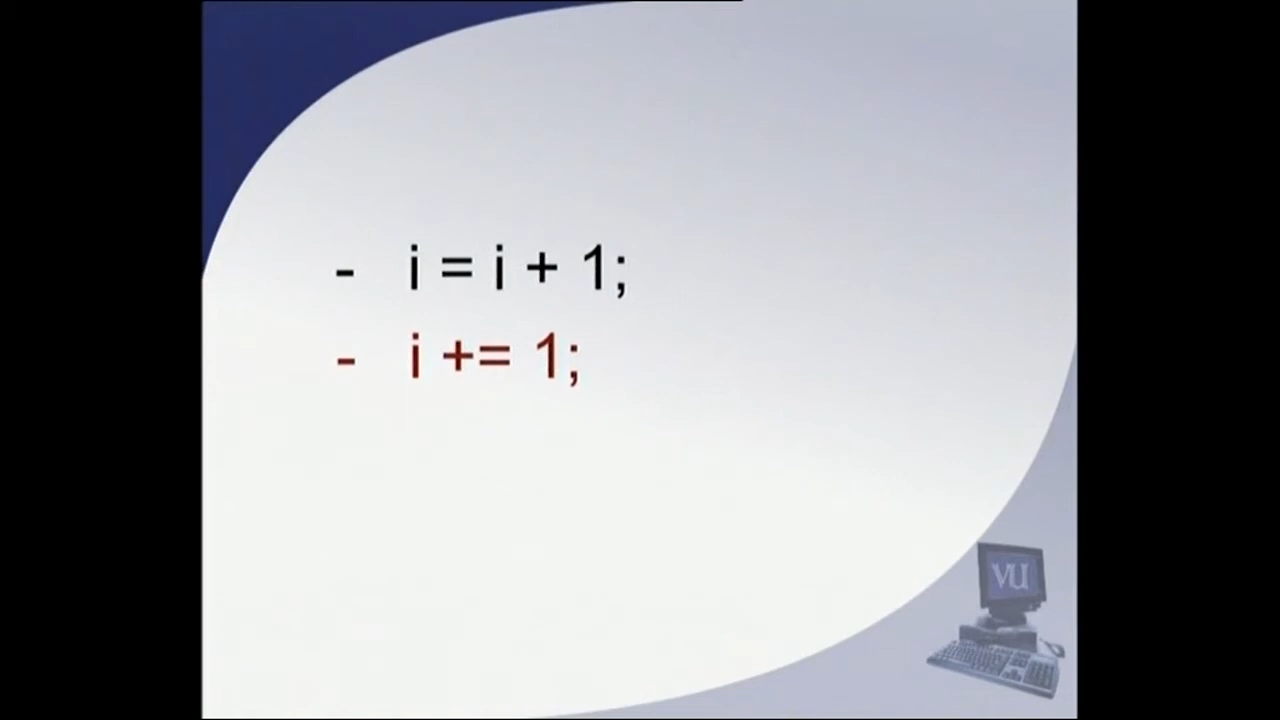 - i = i + 1;
- i += 1;
VU